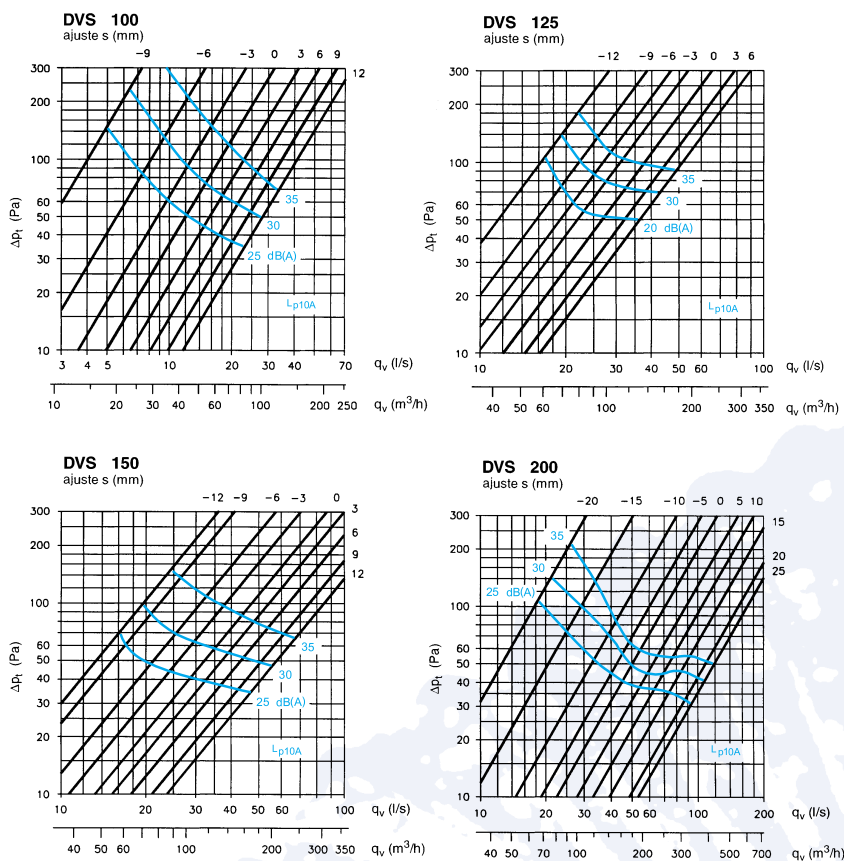 DVS 100
ajuste s (mm)
-9 -6 -3 0 3 6 9
12
300
200
100
60
50
40
30
20
10
Δpt (Pa)
35
30
25 dB(A)
Lp10A
3 4 5 6 8 10 20 30 40 70 qv (l/s)
10 20 30 40 60 100 200 250 qv (m³/h)
DVS 125
ajuste s (mm)
-12 -9 -6 -3 0 3 6
300
200
100
60
50
40
30
20
10
Δpt (Pa)
35
30
20 dB(A)
Lp10A
10 20 30 40 50 60 100 qv (l/s)
40 50 60 100 200 300 350 qv (m³/h)
DVS 150
ajuste s (mm)
-12 -9 -6 -3 0
3
6
9
12
300
200
100
60
50
40
30
20
10
Δpt (Pa)
35
30
25 dB(A)
Lp10A
10 20 30 40 50 60 100 qv (l/s)
40 50 60 100 200 300 350 qv (m³/h)
DVS 200
ajuste s (mm)
-20 -15 -10 -5 0 5 10
15
20
25
300
200
100
60
50
40
30
20
10
Δpt (Pa)
35
30
25 dB(A)
Lp10A
10 20 30 40 50 60 100 200 qv (l/s)
40 50 70 100 200 300 500 700 qv (m³/h)